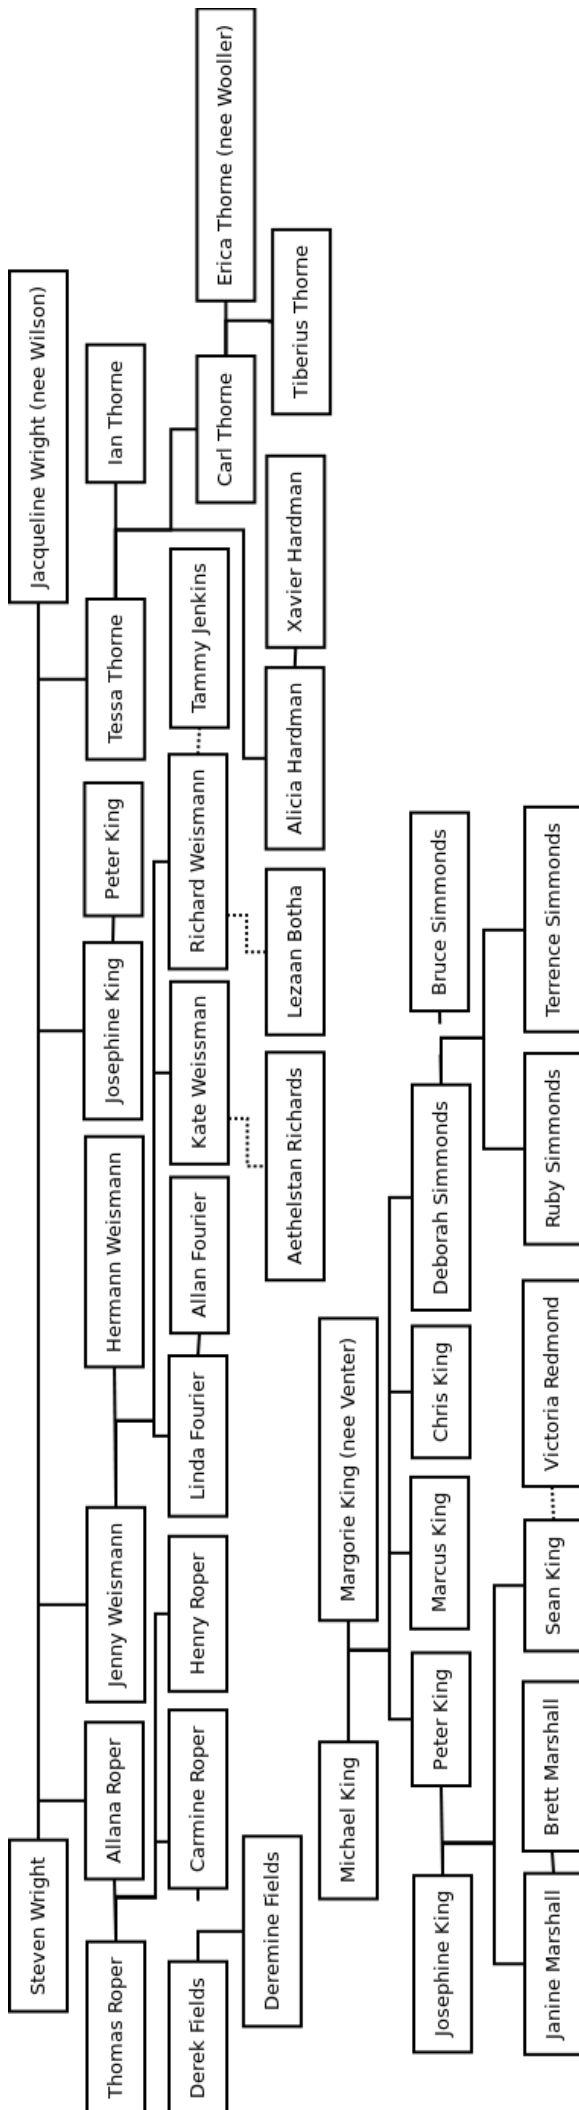 Steven Wright
Jacqueline Wright (nee Wilson)
Thomas Roper
Allana Roper
Jenny Weismann
Hermann Weismann
Josephine King
Peter King
Tessa Thorne
Ian Thorne
Derek Fields
Carmine Roper
Henry Roper
Linda Fourier
Allan Fourier
Kate Weissman
Richard Weismann
Tammy Jenkins
Carl Thorne
Erica Thorne (nee Wooller)
Deremine Fields
Aethelstan Richards
Lezaan Botha
Alicia Hardman
Xavier Hardman
Tiberius Thorne
Michael King
Margorie King (nee Venter)
Josephine King
Peter King
Marcus King
Chris King
Deborah Simmonds
Bruce Simmonds
Janine Marshall
Brett Marshall
Sean King
Victoria Redmond
Ruby Simmonds
Terrence Simmonds